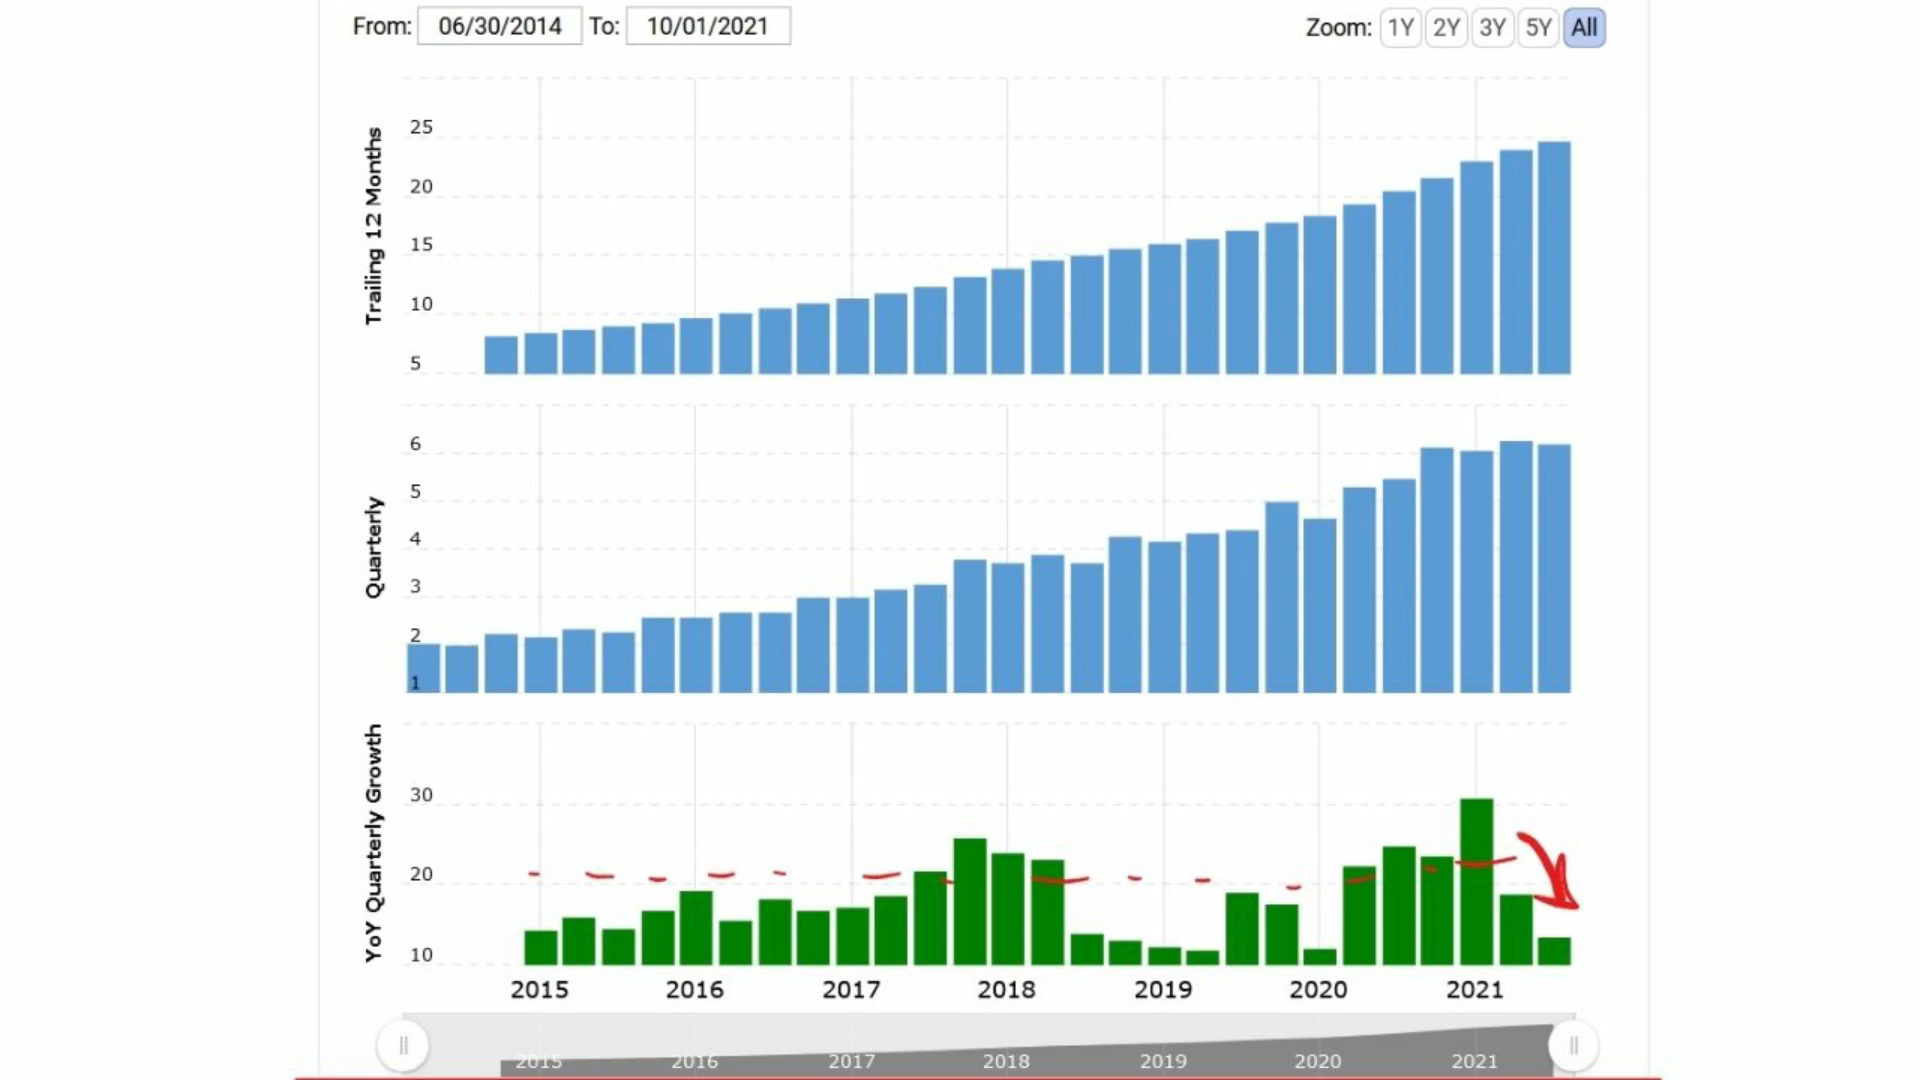 From: 06/30/2014 To: 10/01/2021 Zoom: 1Y 2Y 3Y 5Y All
Trailing 12 Months
25
20
15
10
5
Quarterly
6
5
4
3
2
1
YoY Quarterly Growth
30
20
10
2015 2016 2017 2018 2019 2020 2021
2015 2016 2017 2018 2019 2020 2021